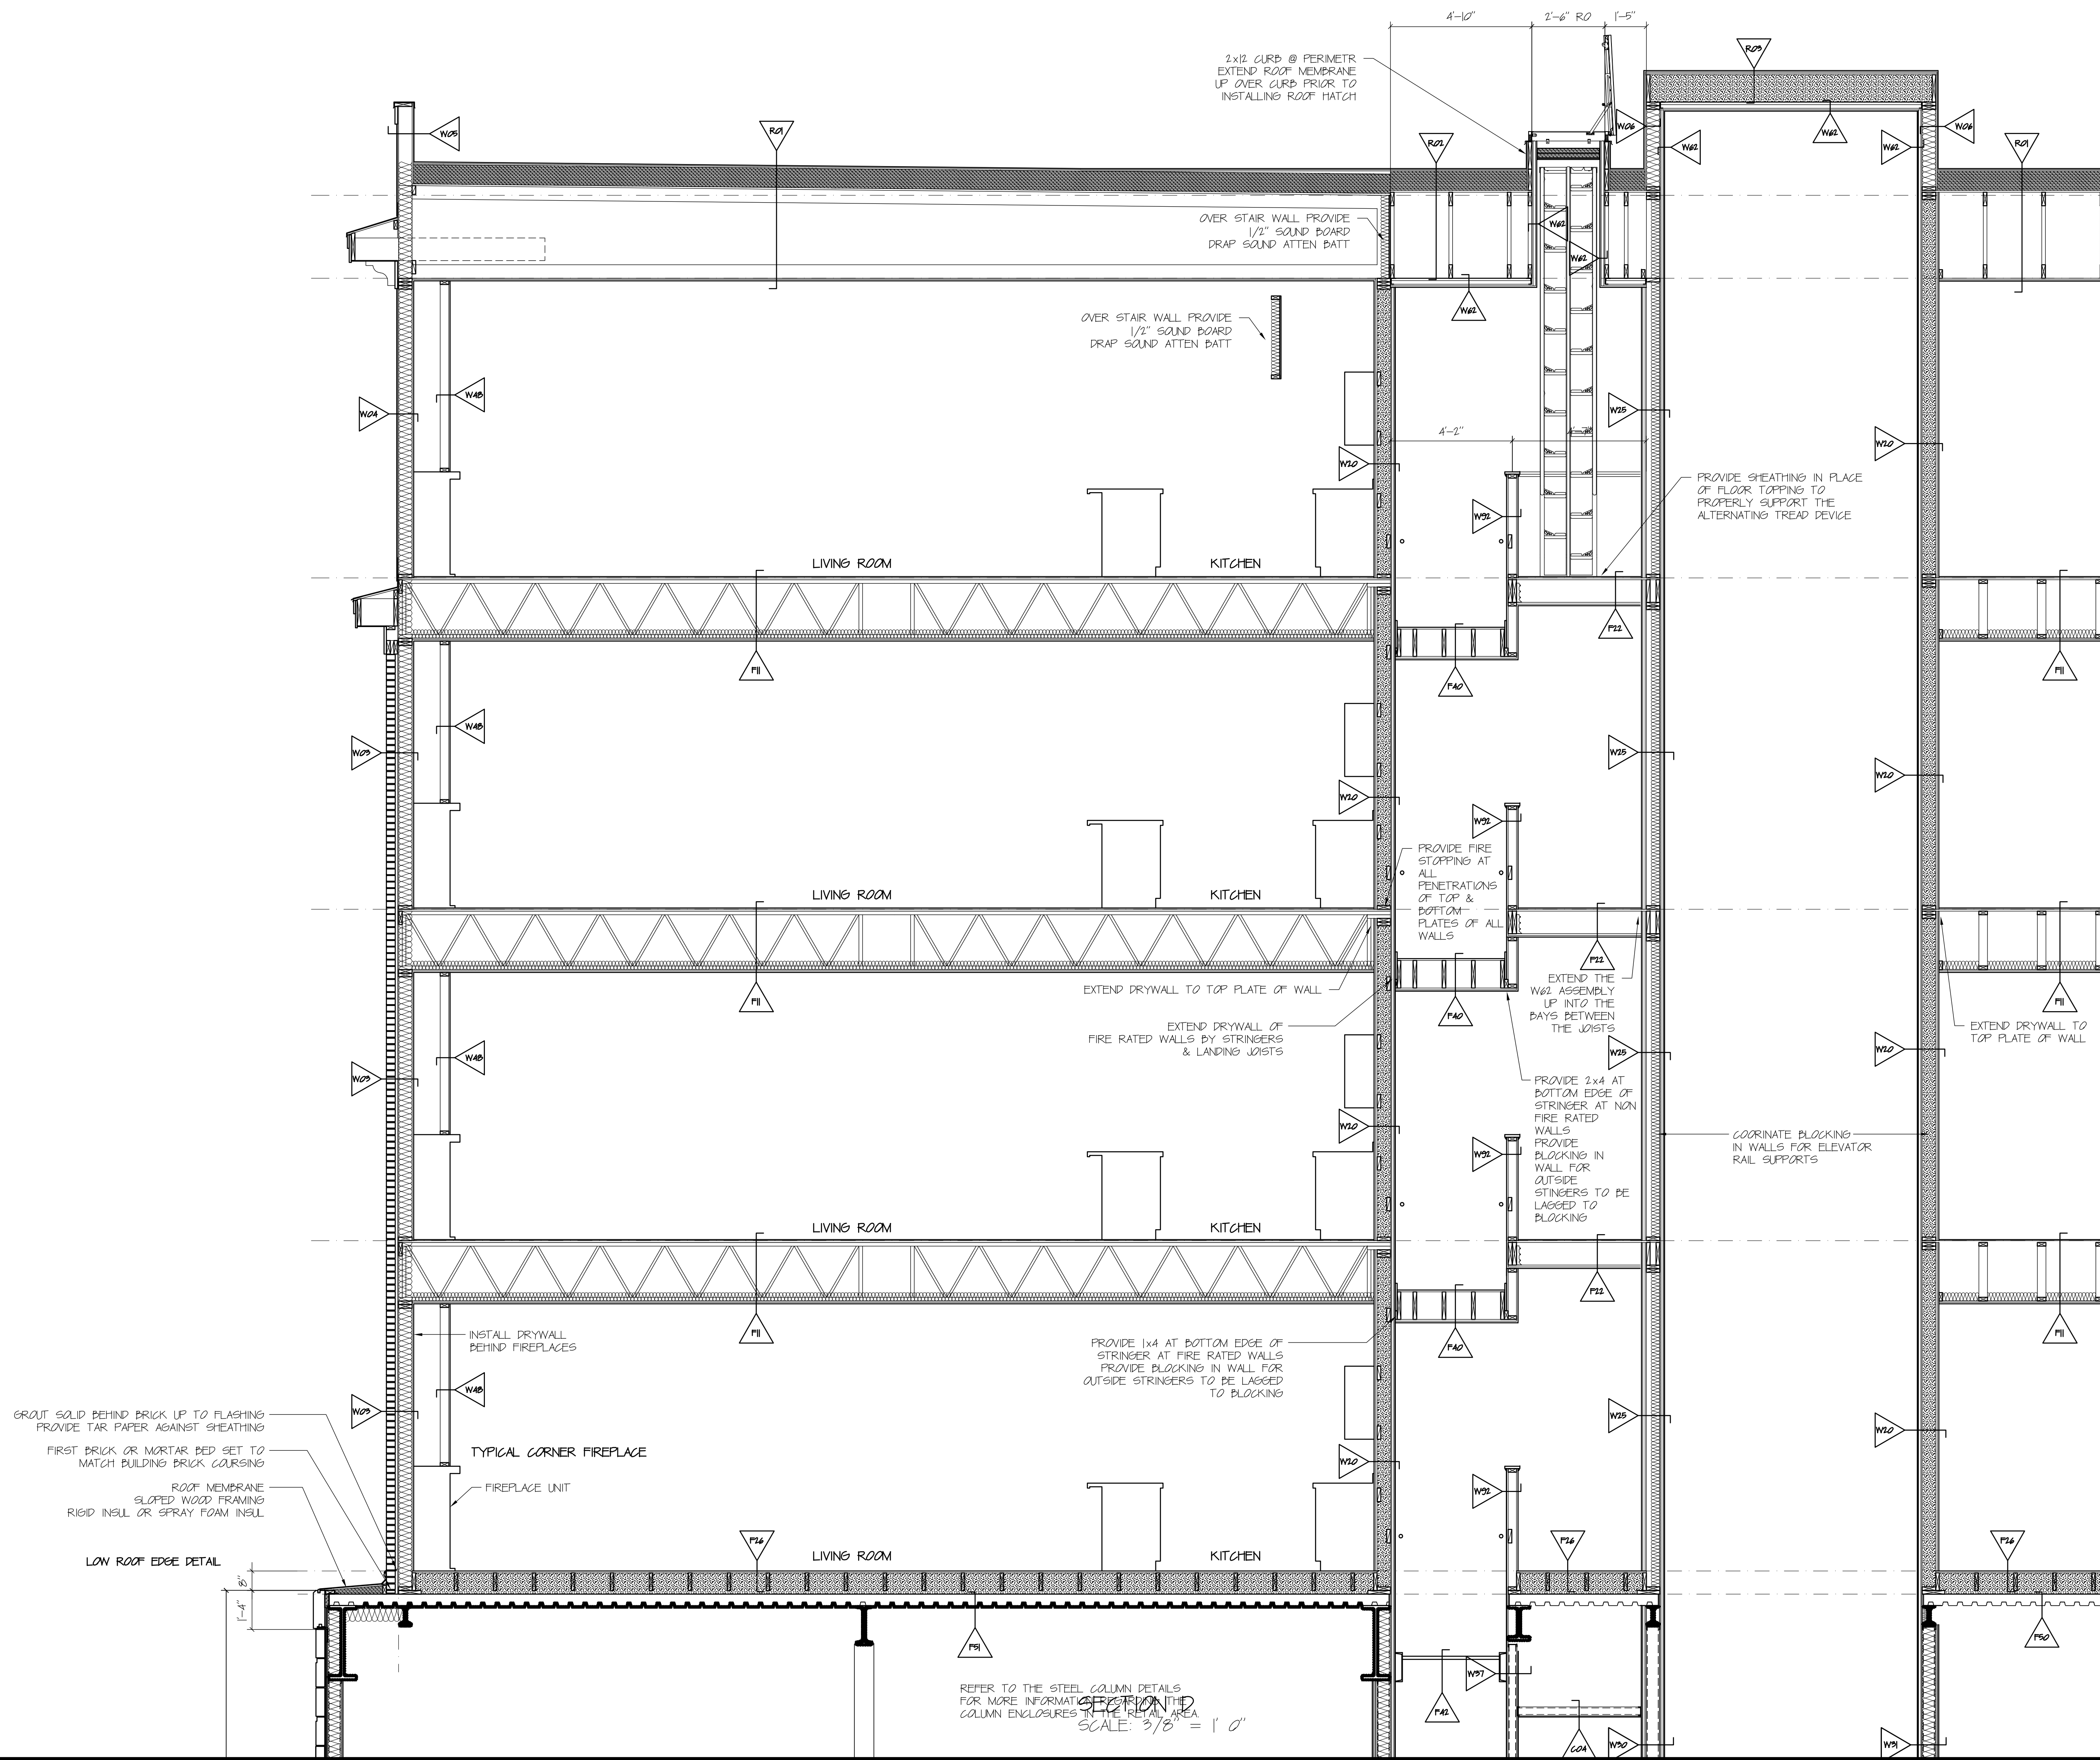 4'-10"
2'-6" RO
1'-5"
R03
2x12 CURB @ PERIMETR
EXTEND ROOF MEMBRANE
UP OVER CURB PRIOR TO
INSTALLING ROOF HATCH
W05
R01
R02
W06
W62
W62
W62
W06
R01
OVER STAIR WALL PROVIDE
1/2" SOUND BOARD
DRAP SOUND ATTEN BATT
W62
W62
W62
OVER STAIR WALL PROVIDE
1/2" SOUND BOARD
DRAP SOUND ATTEN BATT
W48
W04
W25
4'-2"
W20
W20
PROVIDE SHEATHING IN PLACE
OF FLOOR TOPPING TO
PROPERLY SUPPORT THE
ALTERNATING TREAD DEVICE
W92
LIVING ROOM
KITCHEN
F22
F11
F40
F11
W48
W03
W25
W20
W20
W92
PROVIDE FIRE
STOPPING AT
ALL
PENETRATIONS
OF TOP &
BOTTOM
PLATES OF ALL
WALLS
LIVING ROOM
KITCHEN
F22
F11
F40
F11
EXTEND DRYWALL TO TOP PLATE OF WALL
EXTEND THE
W62 ASSEMBLY
UP INTO THE
BAYS BETWEEN
THE JOISTS
EXTEND DRYWALL OF
FIRE RATED WALLS BY STRINGERS
& LANDING JOISTS
EXTEND DRYWALL TO
TOP PLATE OF WALL
W48
W03
W25
W20
W20
W92
PROVIDE 2x4 AT
BOTTOM EDGE OF
STRINGER AT NON
FIRE RATED
WALLS
PROVIDE
BLOCKING IN
WALL FOR
OUTSIDE
STINGERS TO BE
LAGGED TO
BLOCKING
COORINATE BLOCKING
IN WALLS FOR ELEVATOR
RAIL SUPPORTS
LIVING ROOM
KITCHEN
F22
F11
F40
F11
INSTALL DRYWALL
BEHIND FIREPLACES
PROVIDE 1x4 AT BOTTOM EDGE OF
STRINGER AT FIRE RATED WALLS
PROVIDE BLOCKING IN WALL FOR
OUTSIDE STRINGERS TO BE LAGGED
TO BLOCKING
W48
W03
W25
W20
W20
W92
GROUT SOLID BEHIND BRICK UP TO FLASHING
PROVIDE TAR PAPER AGAINST SHEATHING
FIRST BRICK OR MORTAR BED SET TO
MATCH BUILDING BRICK COURSING
ROOF MEMBRANE
SLOPED WOOD FRAMING
RIGID INSUL OR SPRAY FOAM INSUL
TYPICAL CORNER FIREPLACE
FIREPLACE UNIT
LOW ROOF EDGE DETAIL
F26
LIVING ROOM
KITCHEN
F26
F26
8"
1'-4"
F51
F50
W37
F42
C04
W30
W31
REFER TO THE STEEL COLUMN DETAILS
FOR MORE INFORMATION REGARDING THE
COLUMN ENCLOSURES IN THE RETAIL AREA.
SECTION D
SCALE: 3/8" = 1' 0"